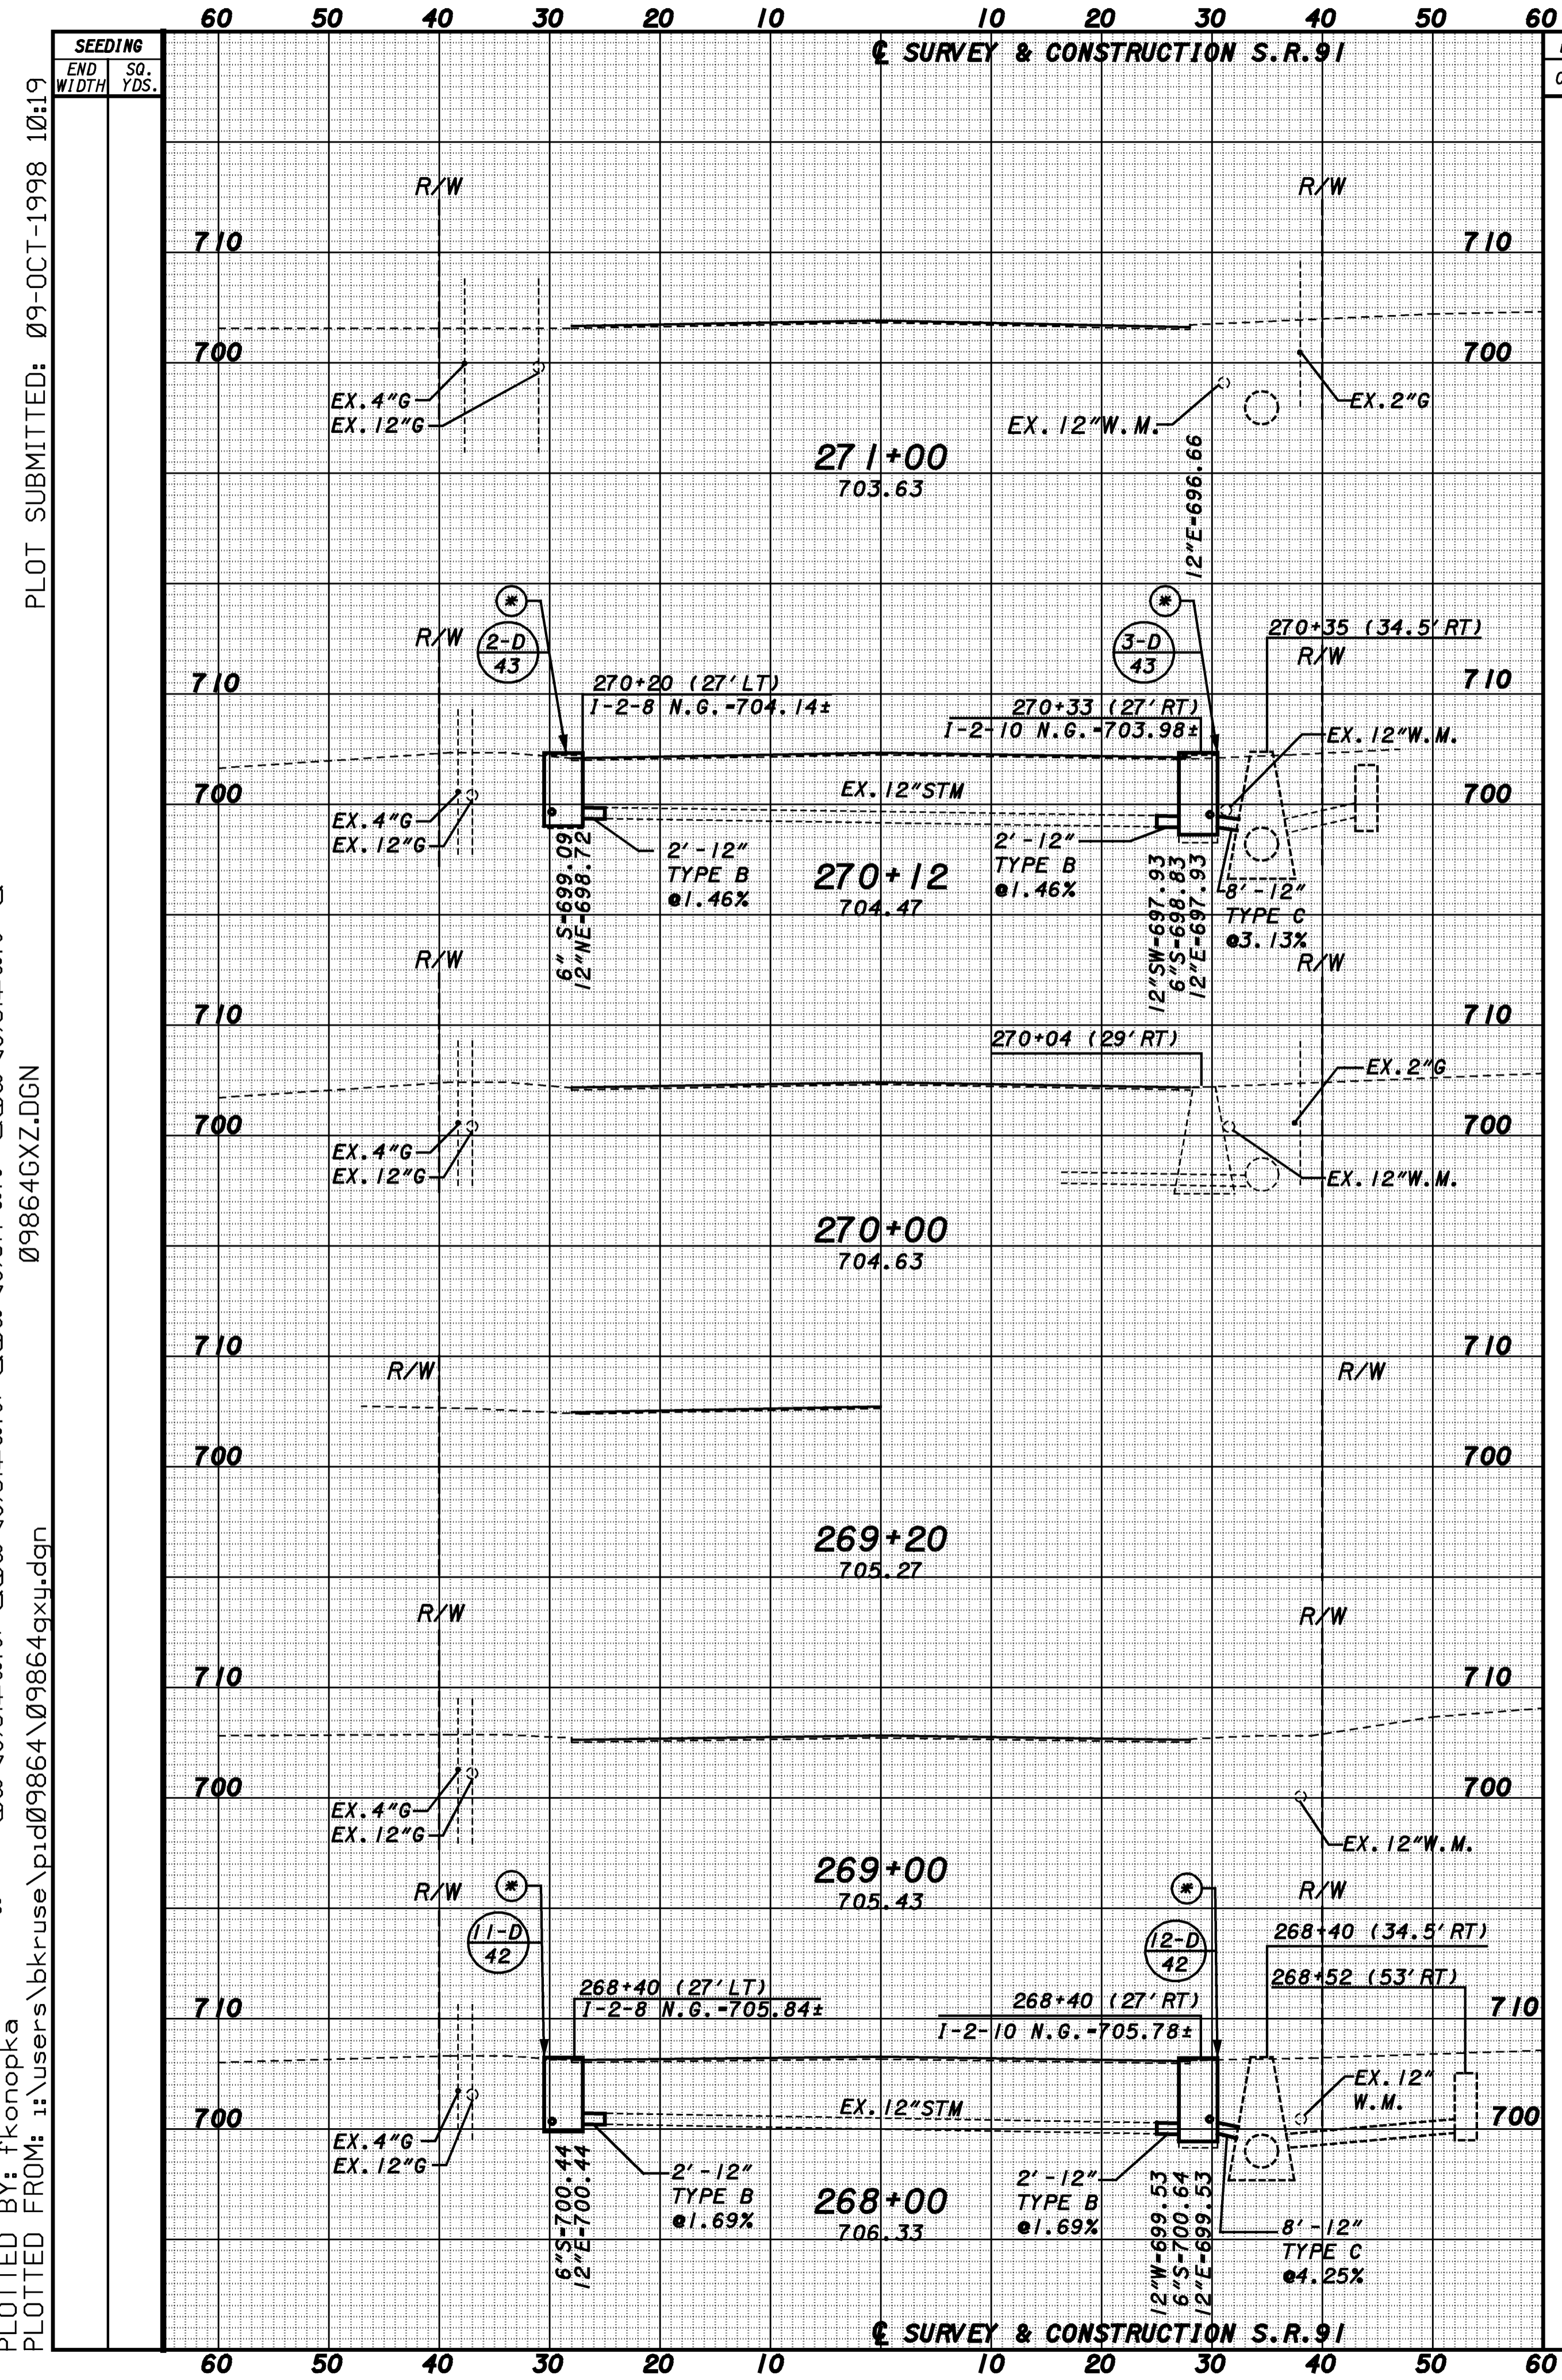 60 50 40 30 20 10 10 20 30 40 50 60
SEEDING
END WIDTH
SQ. YDS.
℄ SURVEY & CONSTRUCTION S.R.91
PLOT SUBMITTED: 09-OCT-1998 10:19
09864GXZ.DGN
PLOTTED BY: fkonopka
PLOTTED FROM: i:\users\bkruse\pid09864\09864gxy.dgn
R/W
R/W
710
710
700
700
EX.4"G
EX.12"G
EX.12"W.M.
EX.2"G
271+00
703.63
12"E=696.66
*
*
R/W
2-D
43
3-D
43
270+35 (34.5' RT)
R/W
710
710
270+20 (27' LT)
I-2-8 N.G.=704.14±
270+33 (27' RT)
I-2-10 N.G.=703.98±
EX.12"W.M.
700
700
EX.12"STM
EX.4"G
EX.12"G
6" S=699.09
12"NE=698.72
2'-12"
TYPE B
@1.46%
270+12
704.47
2'-12"
TYPE B
@1.46%
12"SW=697.93
6"S=698.83
12"E=697.93
8'-12"
TYPE C
@3.13%
R/W
R/W
710
710
270+04 (29' RT)
EX.2"G
700
700
EX.4"G
EX.12"G
EX.12"W.M.
270+00
704.63
710
710
R/W
R/W
700
700
269+20
705.27
R/W
R/W
710
710
700
700
EX.4"G
EX.12"G
EX.12"W.M.
269+00
705.43
*
*
R/W
R/W
11-D
42
12-D
42
268+40 (34.5' RT)
268+52 (53' RT)
268+40 (27' LT)
I-2-8 N.G.=705.84±
268+40 (27' RT)
I-2-10 N.G.=705.78±
710
710
EX.12"
W.M.
700
700
EX.12"STM
EX.4"G
EX.12"G
6"S=700.44
12"E=700.44
2'-12"
TYPE B
@1.69%
268+00
706.33
2'-12"
TYPE B
@1.69%
12"W=699.53
6"S=700.64
12"E=699.53
8'-12"
TYPE C
@4.25%
℄ SURVEY & CONSTRUCTION S.R.91
60 50 40 30 20 10 10 20 30 40 50 60